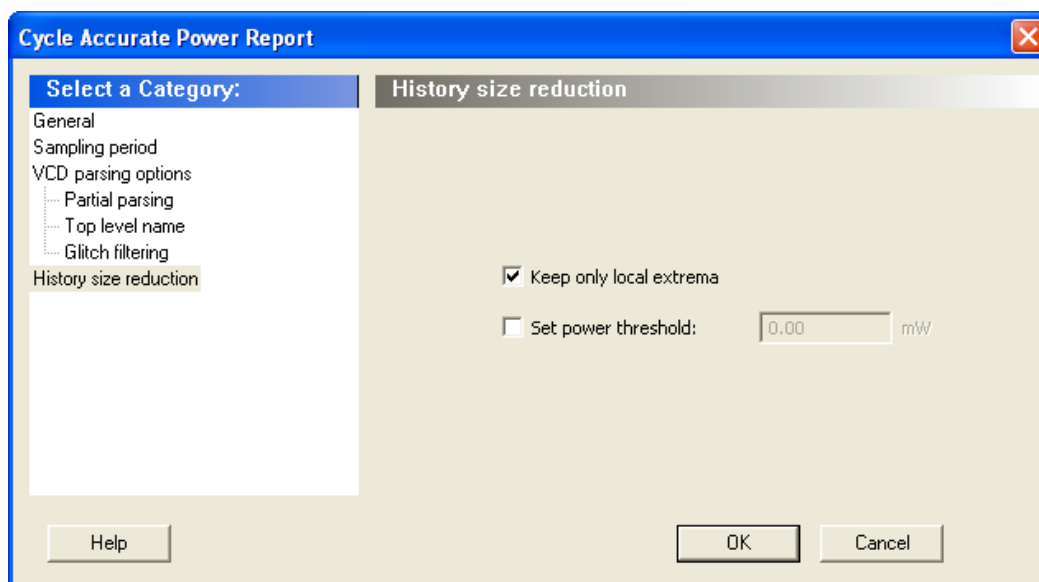 Cycle Accurate Power Report
Select a Category:
General
Sampling period
VCD parsing options
Partial parsing
Top level name
Glitch filtering
History size reduction
History size reduction
Keep only local extrema
Set power threshold: 0.00 mW
Help
OK
Cancel